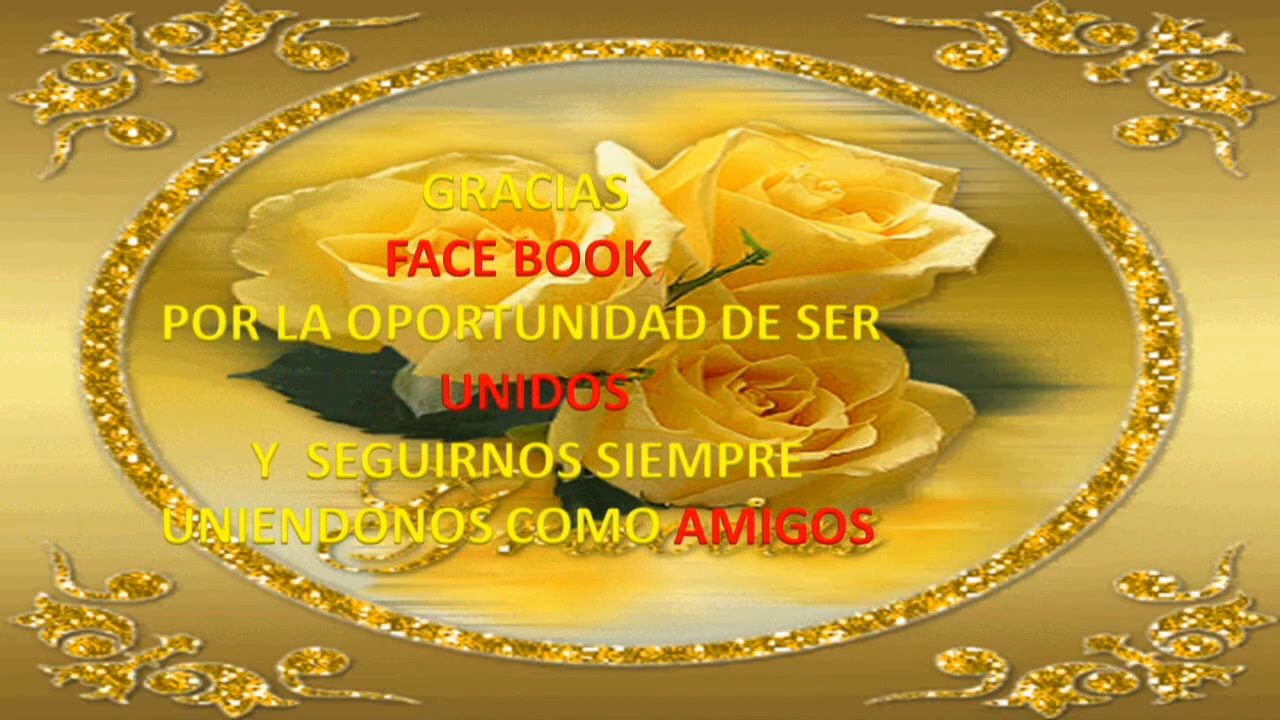 GRACIAS
FACE BOOK,
POR LA OPORTUNIDAD DE SER
UNIDOS
Y  SEGUIRNOS SIEMPRE
UNIENDONOS COMO AMIGOS